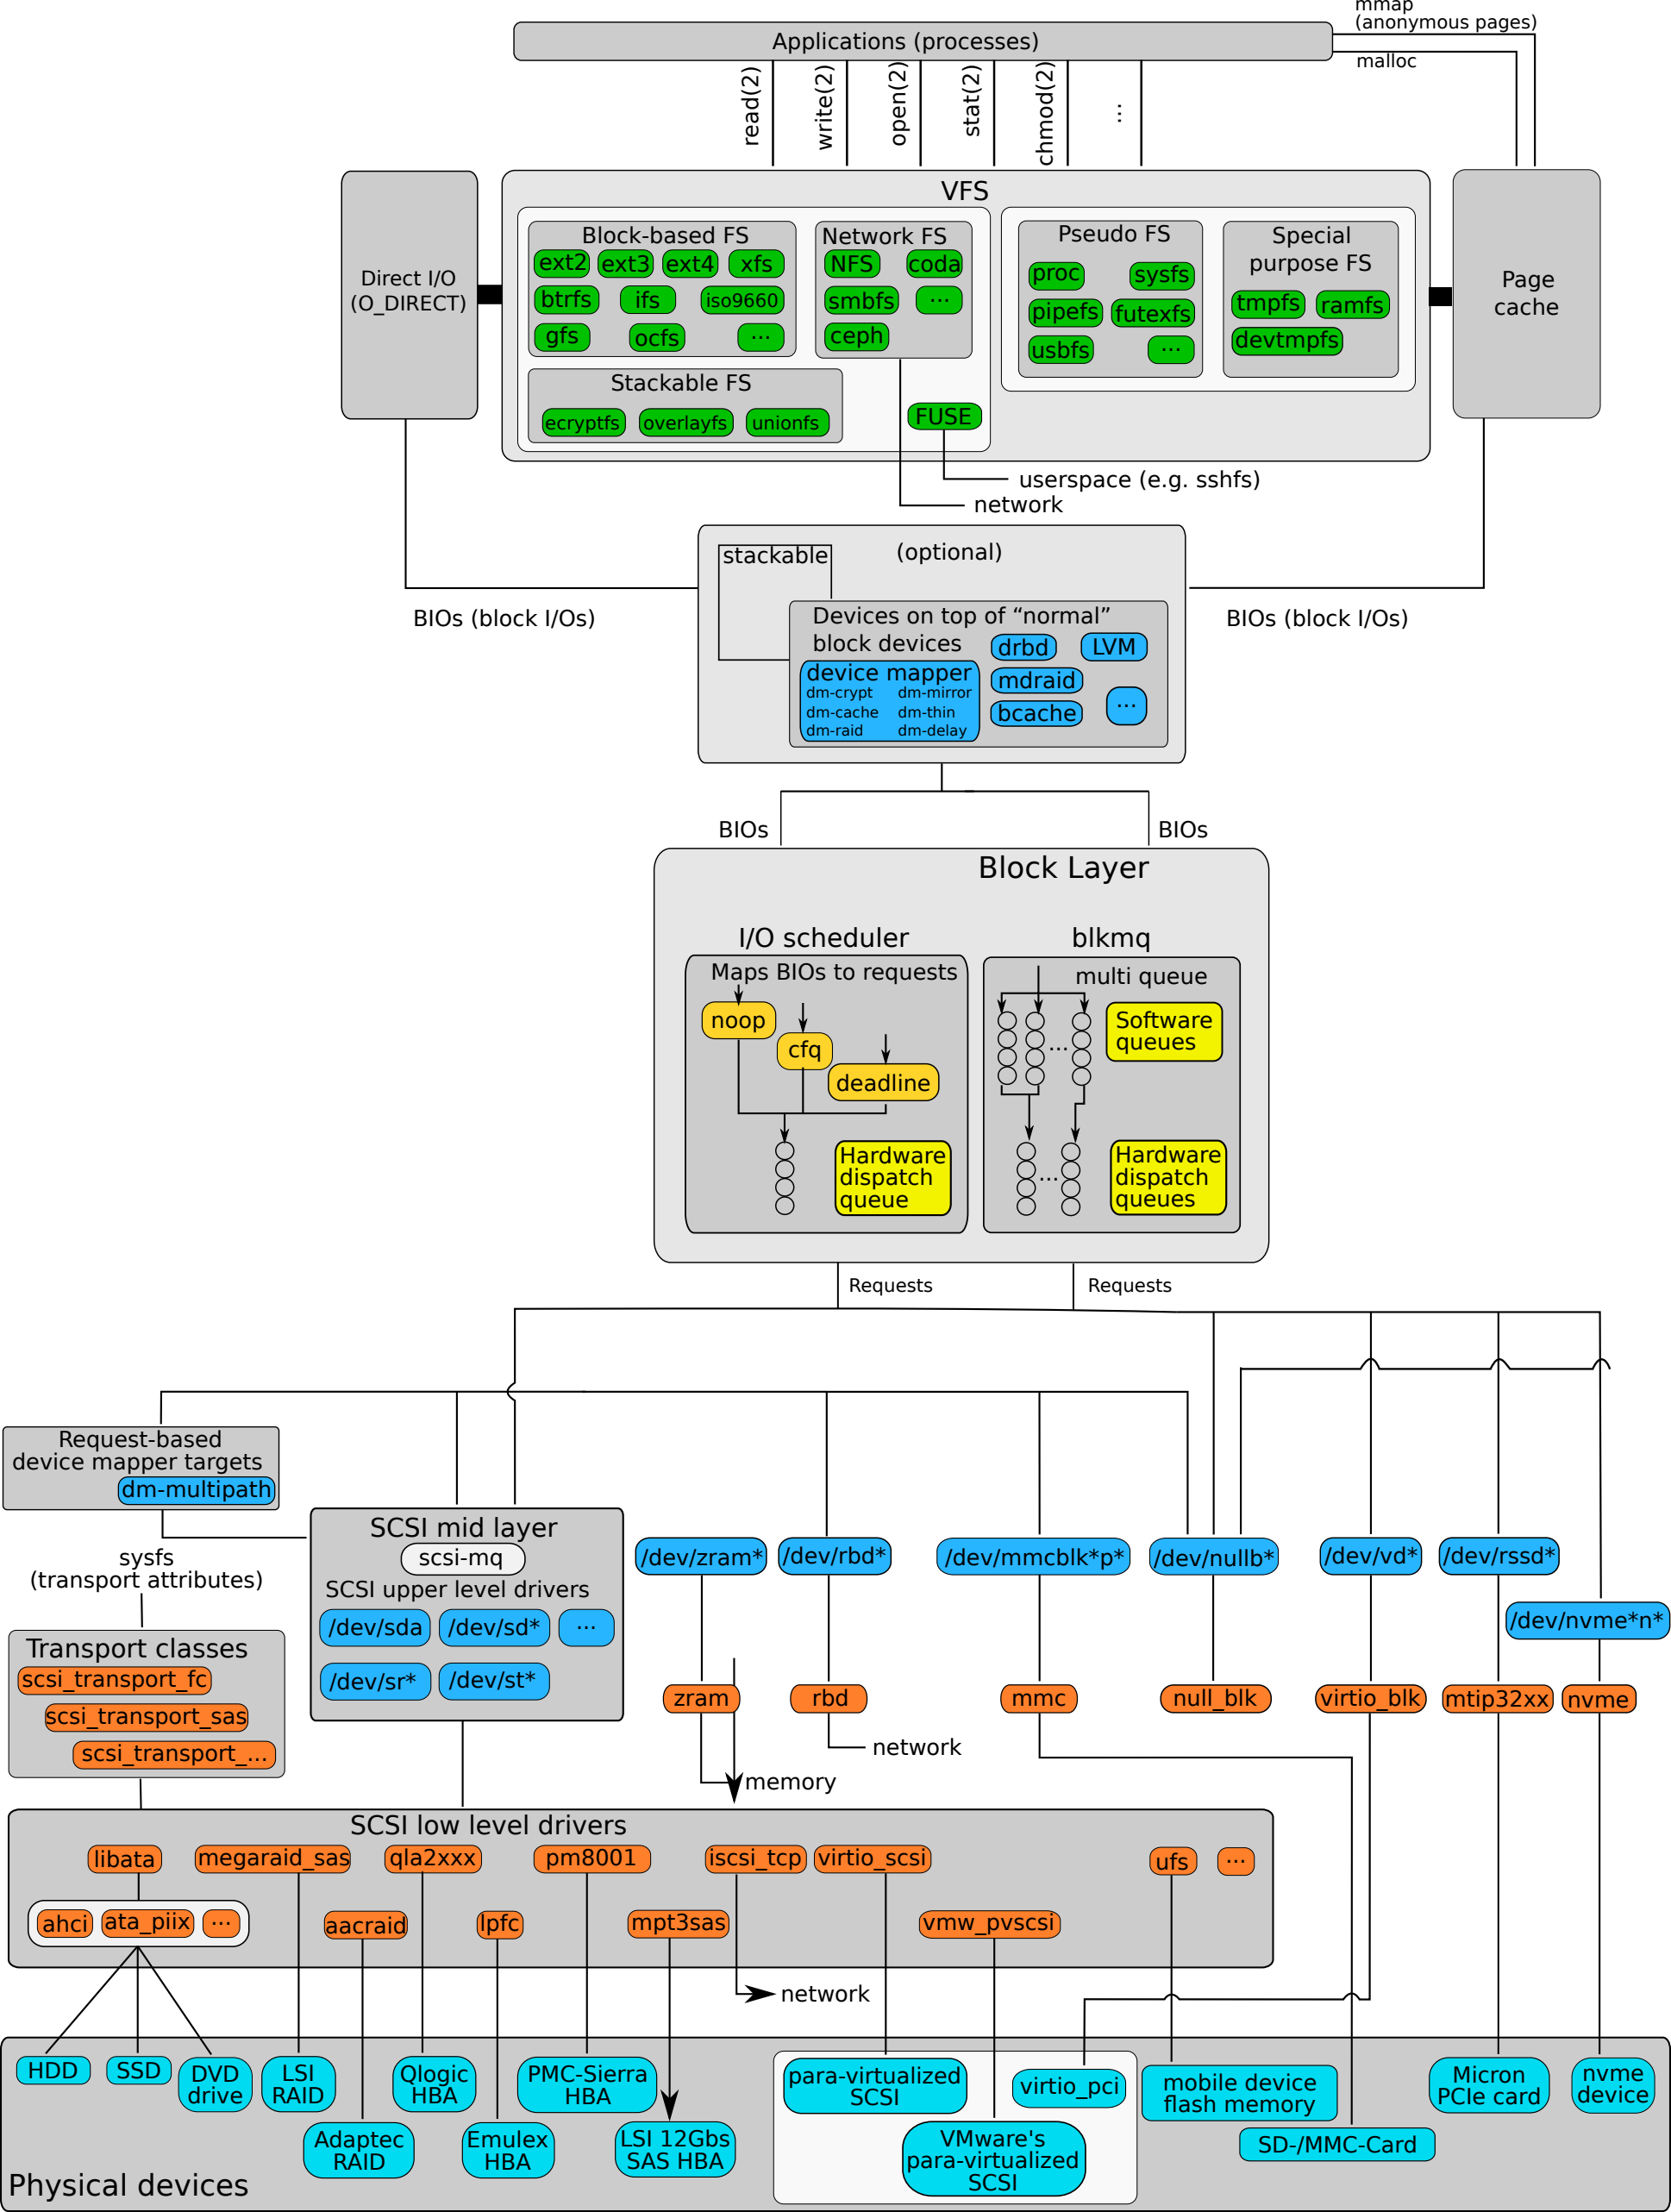 mmap
(anonymous pages)
Applications (processes)
malloc
read(2)
write(2)
open(2)
stat(2)
chmod(2)
...
VFS
Direct I/O
(O_DIRECT)
Block-based FS
ext2 ext3 ext4 xfs
btrfs ifs iso9660
gfs ocfs ...
Network FS
NFS coda
smbfs ...
ceph
Pseudo FS
proc sysfs
pipefs futexfs
usbfs ...
Special
purpose FS
tmpfs ramfs
devtmpfs
Page
cache
Stackable FS
ecryptfs overlayfs unionfs
FUSE
userspace (e.g. sshfs)
network
stackable
(optional)
BIOs (block I/Os)
BIOs (block I/Os)
Devices on top of “normal”
block devices
drbd LVM
device mapper
dm-crypt dm-mirror
dm-cache dm-thin
dm-raid dm-delay
mdraid
bcache
...
BIOs
BIOs
Block Layer
I/O scheduler
Maps BIOs to requests
noop
cfq
deadline
Hardware
dispatch
queue
blkmq
multi queue
Software
queues
...
Hardware
dispatch
queues
...
Requests
Requests
Request-based
device mapper targets
dm-multipath
sysfs
(transport attributes)
SCSI mid layer
scsi-mq
SCSI upper level drivers
/dev/sda /dev/sd* ...
/dev/sr* /dev/st*
/dev/zram* /dev/rbd* /dev/mmcblk*p* /dev/nullb* /dev/vd* /dev/rssd*
/dev/nvme*n*
Transport classes
scsi_transport_fc
scsi_transport_sas
scsi_transport_...
zram rbd mmc null_blk virtio_blk mtip32xx nvme
network
memory
SCSI low level drivers
libata megaraid_sas qla2xxx pm8001 iscsi_tcp virtio_scsi ufs ...
ahci ata_piix ... aacraid lpfc mpt3sas vmw_pvscsi
network
HDD
SSD
DVD
drive
LSI
RAID
Qlogic
HBA
PMC-Sierra
HBA
para-virtualized
SCSI
virtio_pci
mobile device
flash memory
Micron
PCIe card
nvme
device
Adaptec
RAID
Emulex
HBA
LSI 12Gbs
SAS HBA
VMware's
para-virtualized
SCSI
SD-/MMC-Card
Physical devices